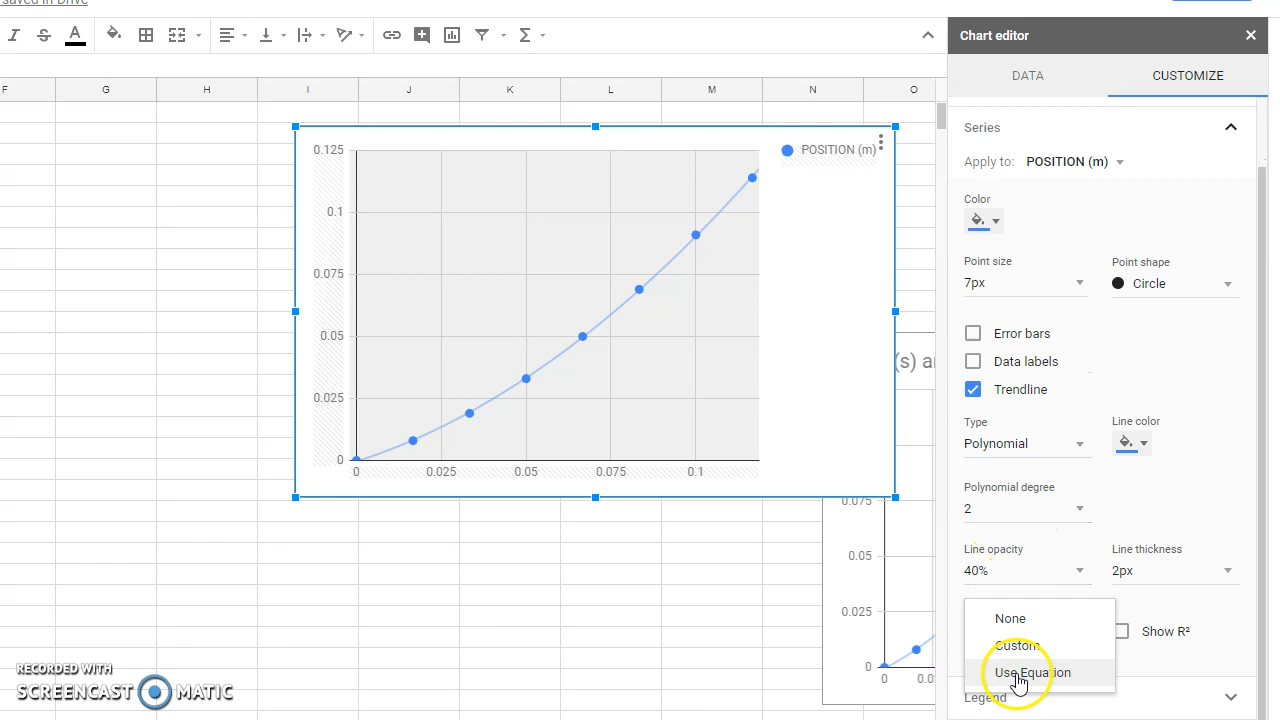 saved in Drive
Chart editor
DATA
CUSTOMIZE
F G H I J K L M N O
Series
Apply to: POSITION (m)
Color
Point size
Point shape
7px
Circle
Error bars
Data labels
Trendline
Type
Line color
Polynomial
Polynomial degree
2
Line opacity
Line thickness
40%
2px
None
Custom
Use Equation
Show R²
Legend
POSITION (m)
0.125
0.1
0.075
0.05
0.025
0
0 0.025 0.05 0.075 0.1
(s) a
0.075
0.05
0.025
0
0 0.0
RECORDED WITH
SCREENCAST MATIC